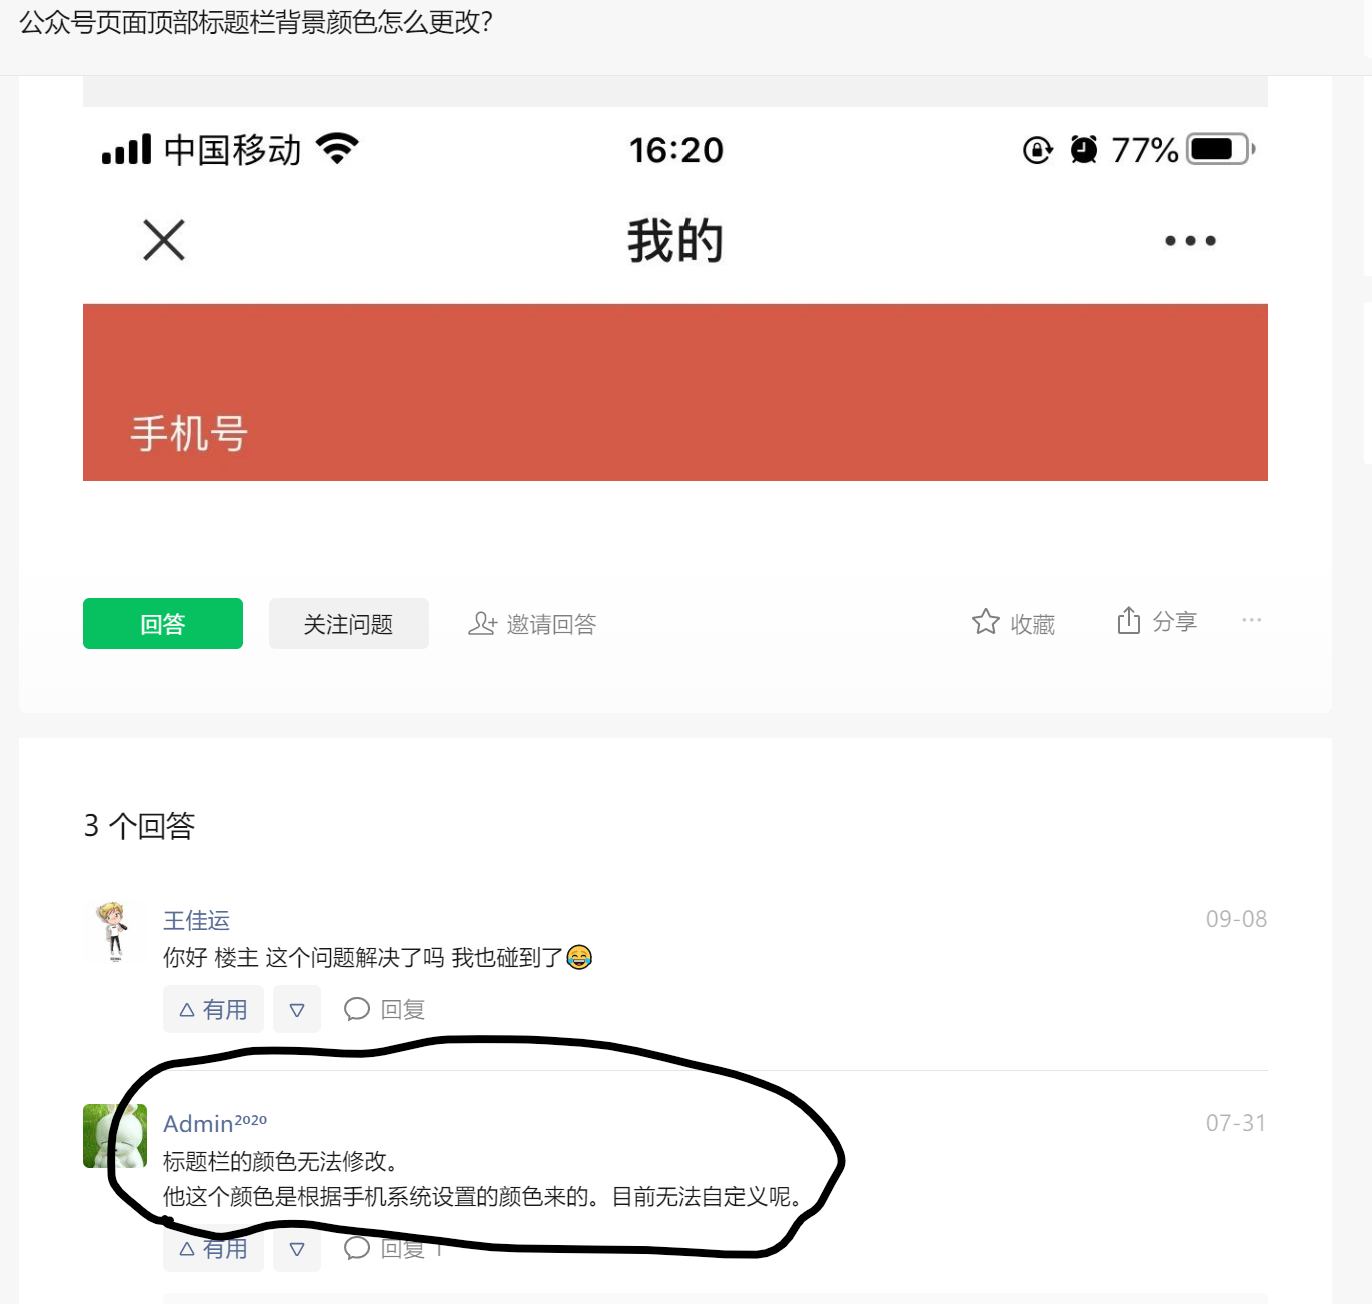 公众号页面顶部标题栏背景颜色怎么更改？
中国移动 16:20 77%
我的
手机号
回答 关注问题 邀请回答 收藏 分享
3 个回答
王佳运 09-08
你好 楼主 这个问题解决了吗 我也碰到了😂
有用 回复
Admin²⁰²⁰ 07-31
标题栏的颜色无法修改。
他这个颜色是根据手机系统设置的颜色来的。目前无法自定义呢。
有用 回复 1